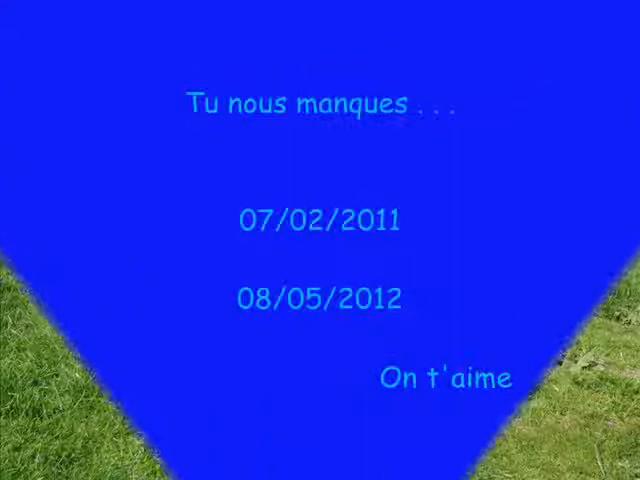 Tu nous manques . . .
07/02/2011
08/05/2012
On t'aime